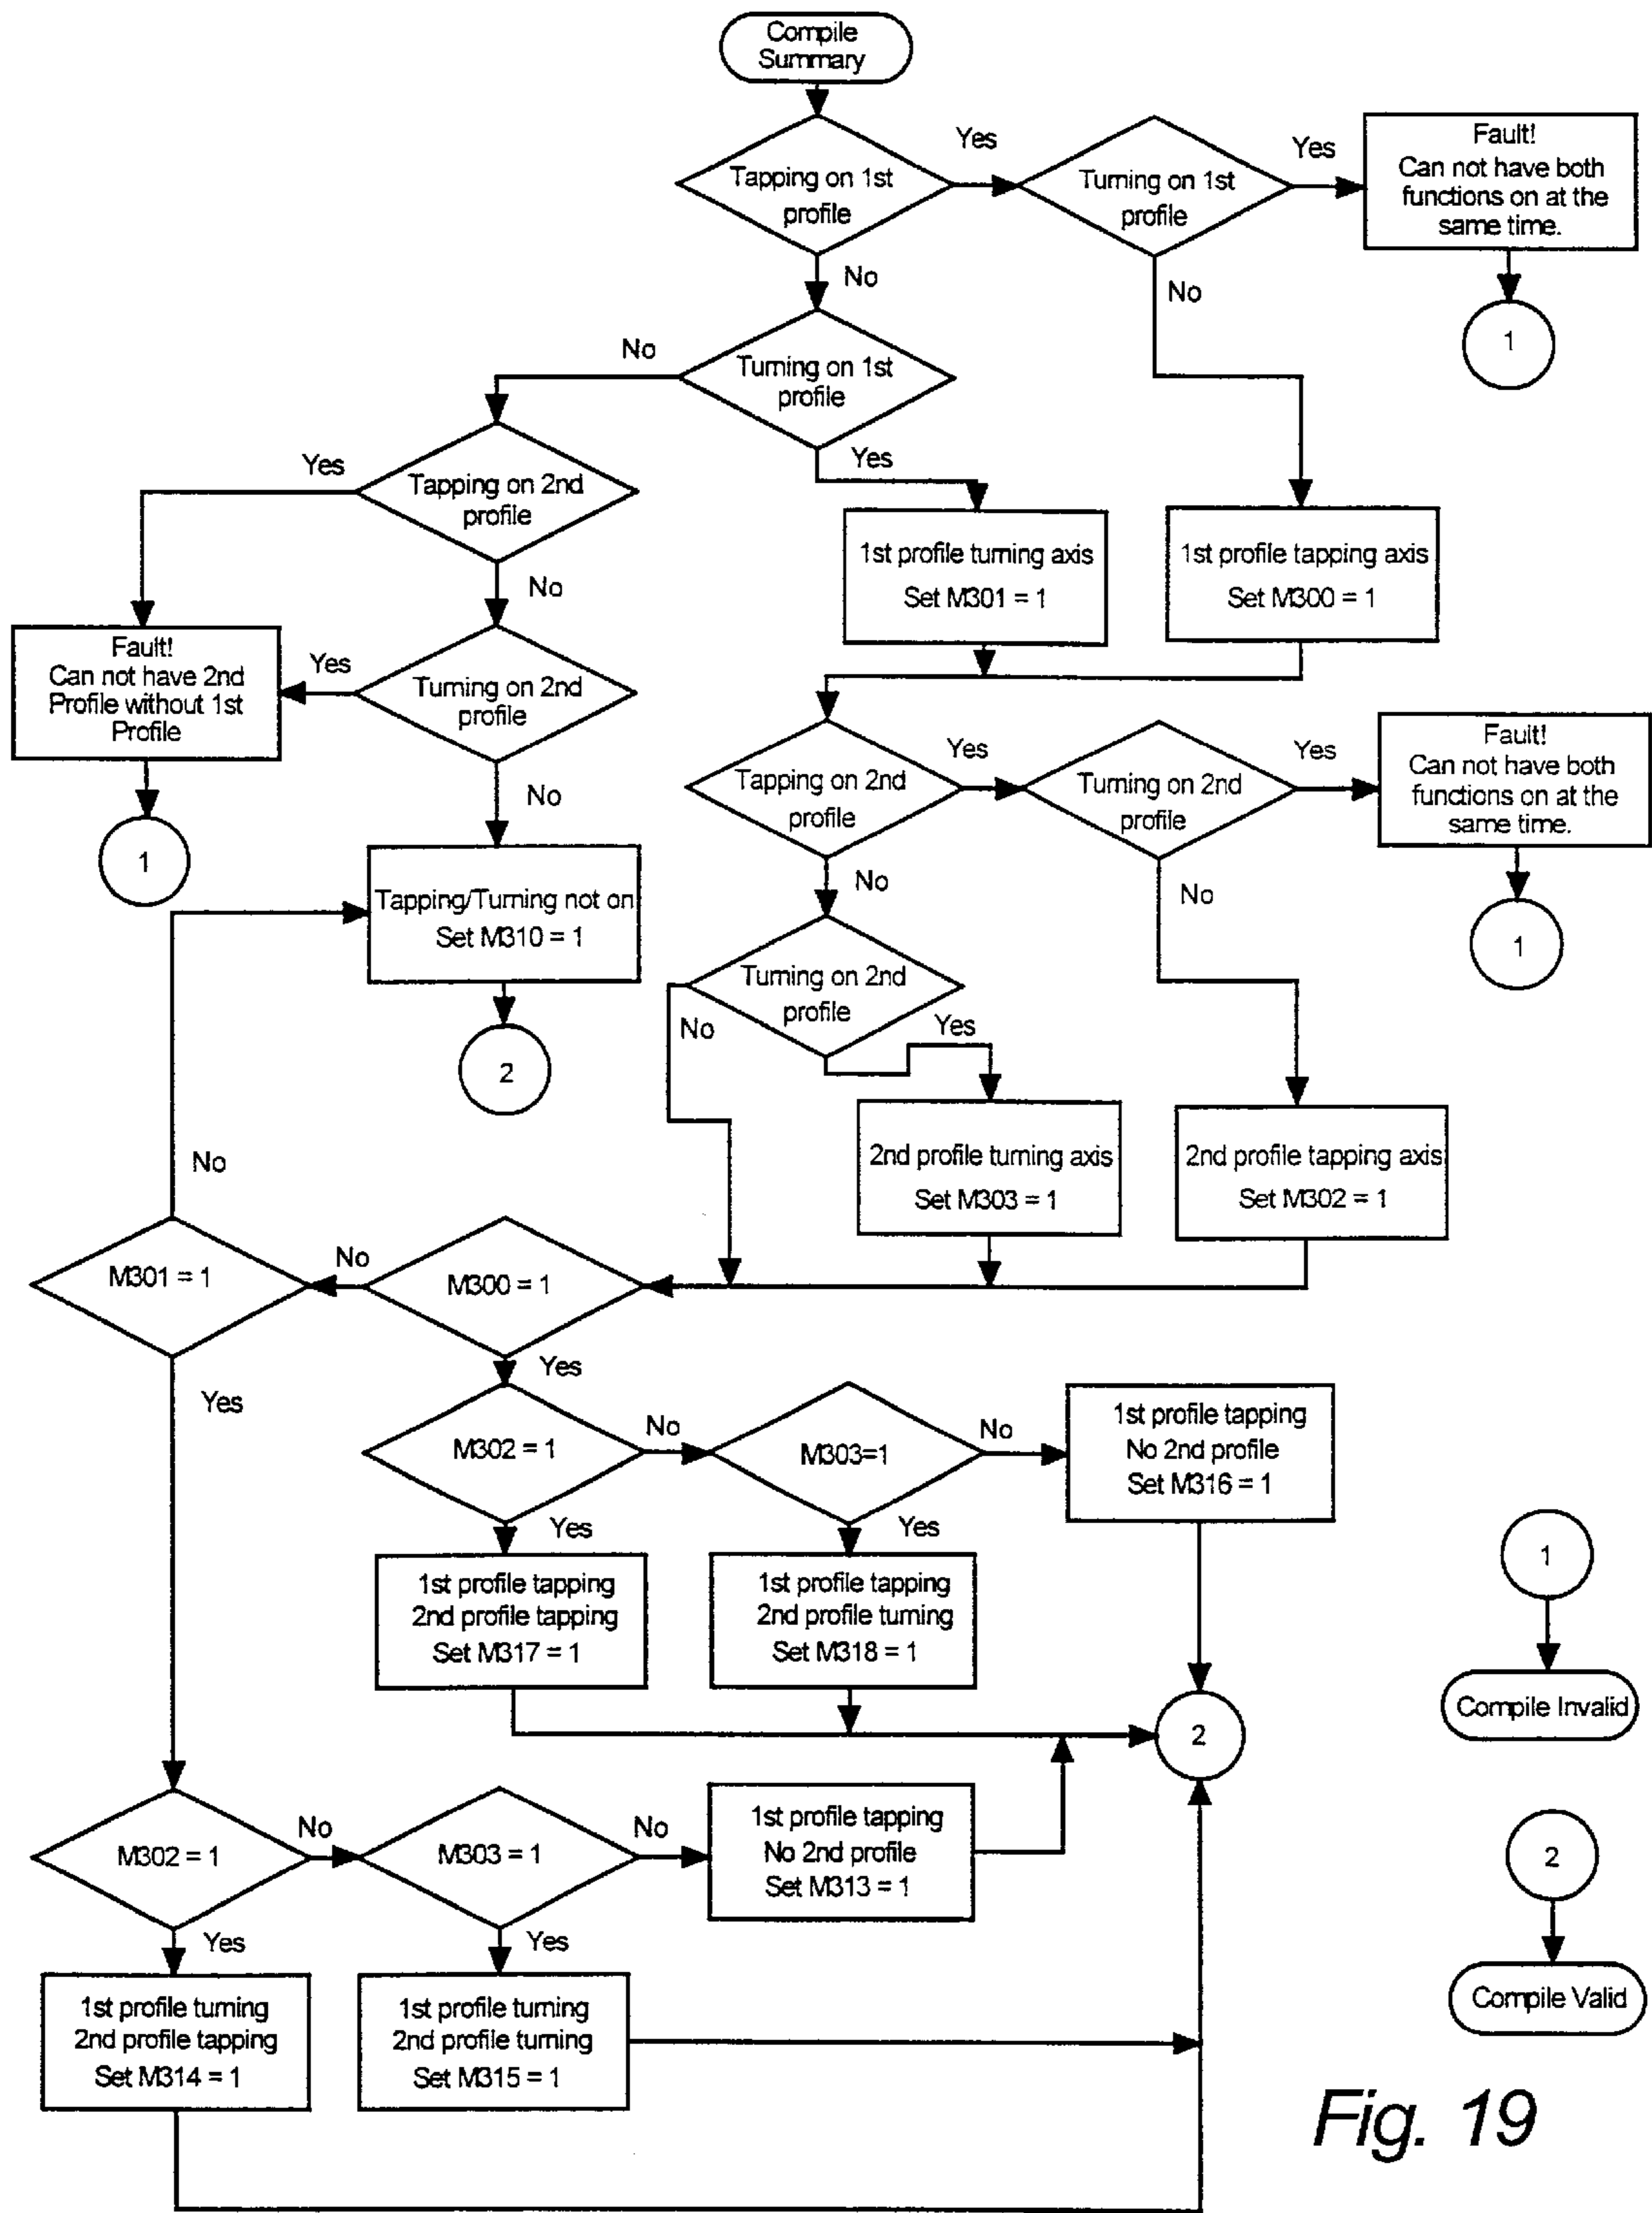 Compile
Summary
Tapping on 1st
profile
Yes
Turning on 1st
profile
Yes
Fault!
Can not have both
functions on at the
same time.
No
No
1
No
Turning on 1st
profile
Yes
Yes
Tapping on 2nd
profile
1st profile turning axis
Set M301 = 1
1st profile tapping axis
Set M300 = 1
No
Fault!
Can not have 2nd
Profile without 1st
Profile
Yes
Turning on 2nd
profile
No
1
Tapping on 2nd
profile
Yes
Turning on 2nd
profile
Yes
Fault!
Can not have both
functions on at the
same time.
No
No
1
Tapping/Turning not on
Set M310 = 1
2
Turning on 2nd
profile
No
Yes
2nd profile turning axis
Set M303 = 1
2nd profile tapping axis
Set M302 = 1
No
M301 = 1
No
M300 = 1
Yes
Yes
M302 = 1
No
M303=1
No
1st profile tapping
No 2nd profile
Set M316 = 1
Yes
Yes
1st profile tapping
2nd profile tapping
Set M317 = 1
1st profile tapping
2nd profile turning
Set M318 = 1
1
Compile Invalid
2
M302 = 1
No
M303 = 1
No
1st profile tapping
No 2nd profile
Set M313 = 1
2
Compile Valid
Yes
Yes
1st profile turning
2nd profile tapping
Set M314 = 1
1st profile turning
2nd profile turning
Set M315 = 1
Fig. 19